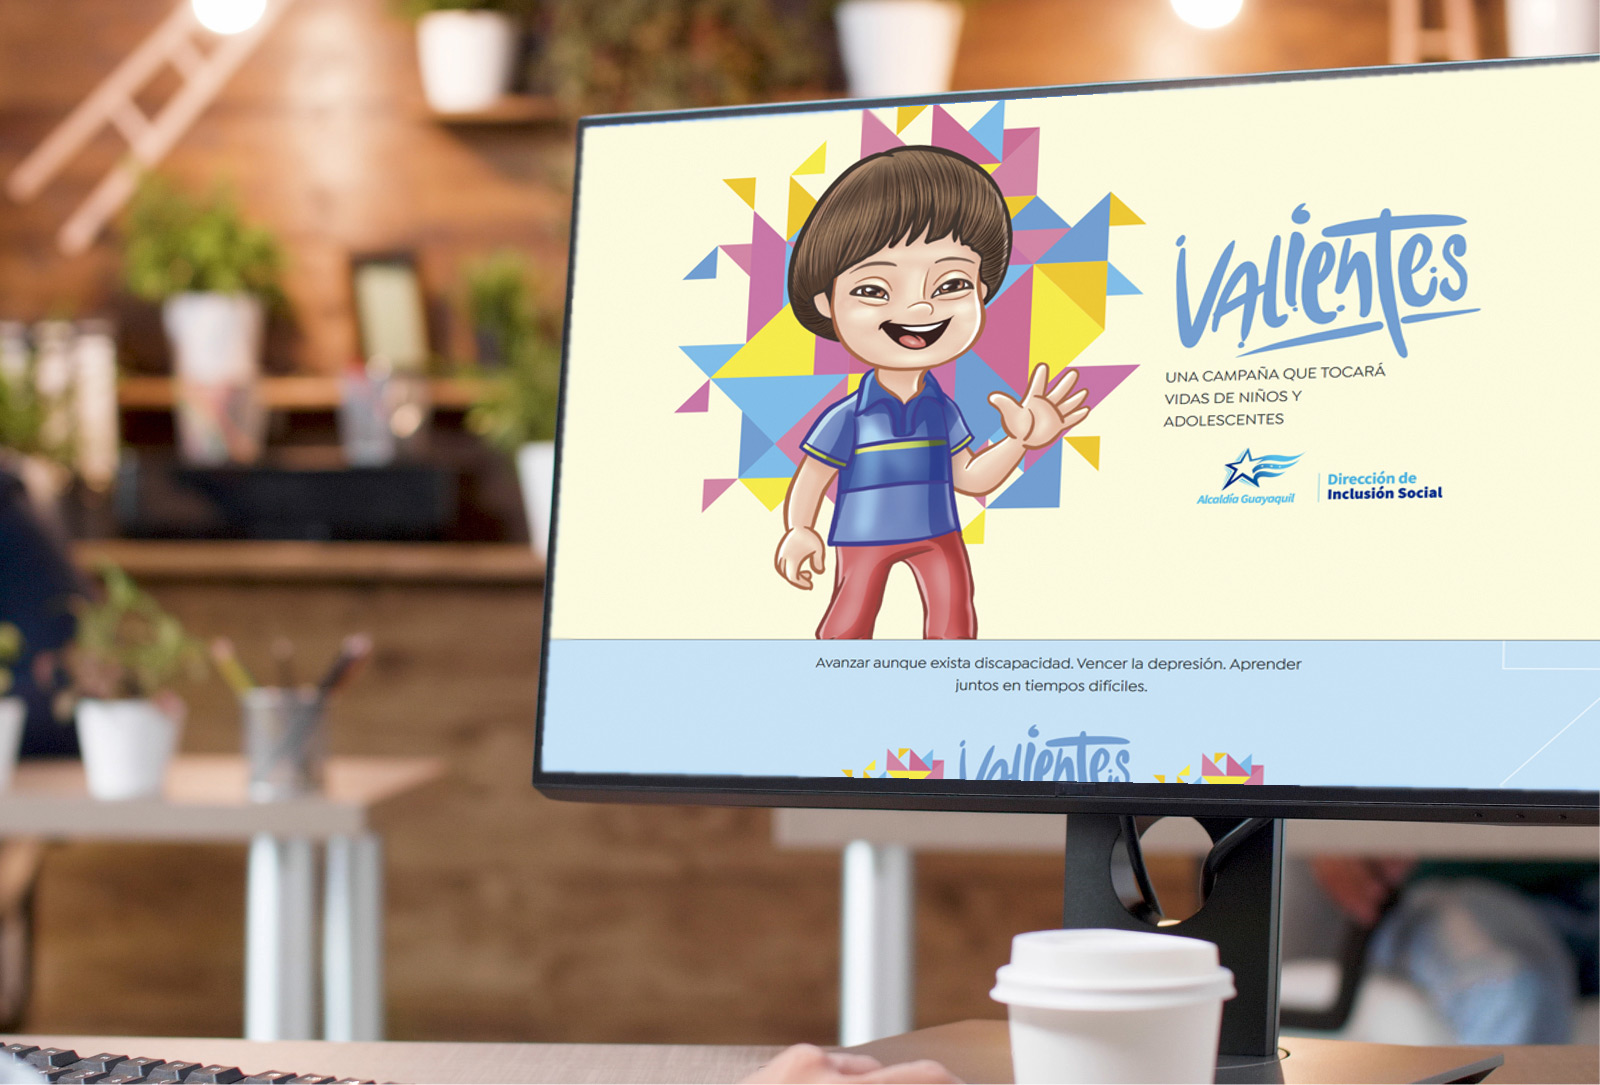 Valientes
UNA CAMPAÑA QUE TOCARÁ
VIDAS DE NIÑOS Y
ADOLESCENTES
Alcaldía Guayaquil
Dirección de
Inclusión Social
Avanzar aunque exista discapacidad. Vencer la depresión. Aprender
juntos en tiempos difíciles.
Valientes